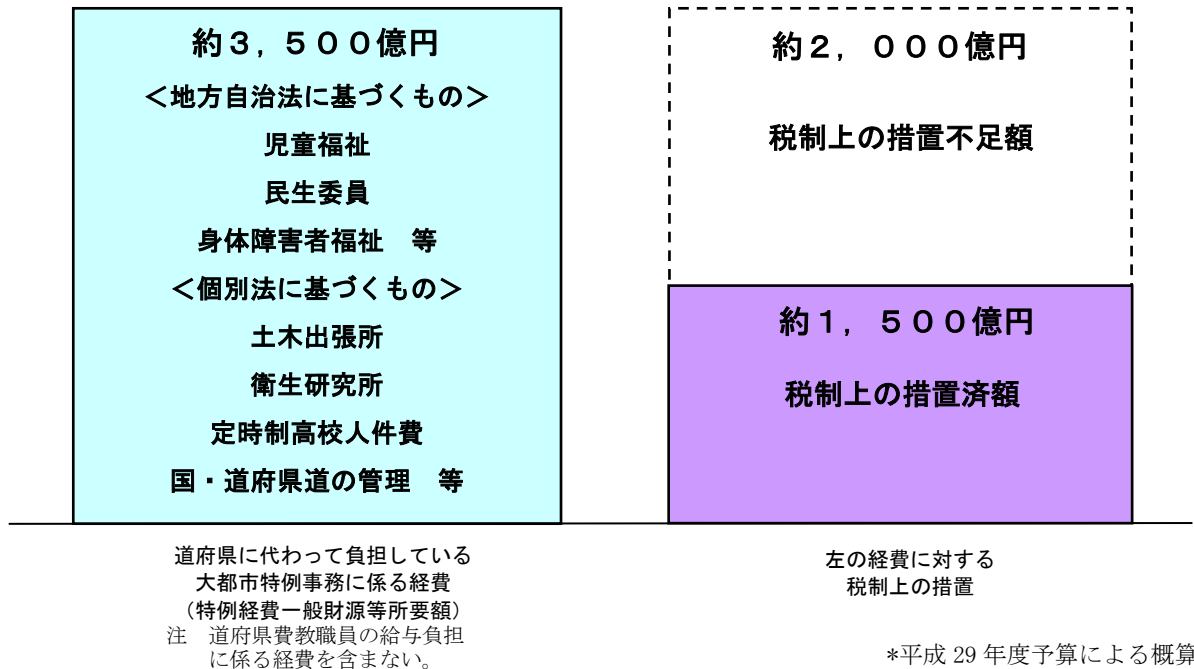 約３，５００億円
＜地方自治法に基づくもの＞
児童福祉
民生委員
身体障害者福祉　等
＜個別法に基づくもの＞
土木出張所
衛生研究所
定時制高校人件費
国・道府県道の管理　等
約２，０００億円
税制上の措置不足額
約１，５００億円
税制上の措置済額
道府県に代わって負担している
大都市特例事務に係る経費
（特例経費一般財源等所要額）
注　道府県費教職員の給与負担
に係る経費を含まない。
左の経費に対する
税制上の措置
*平成 29 年度予算による概算